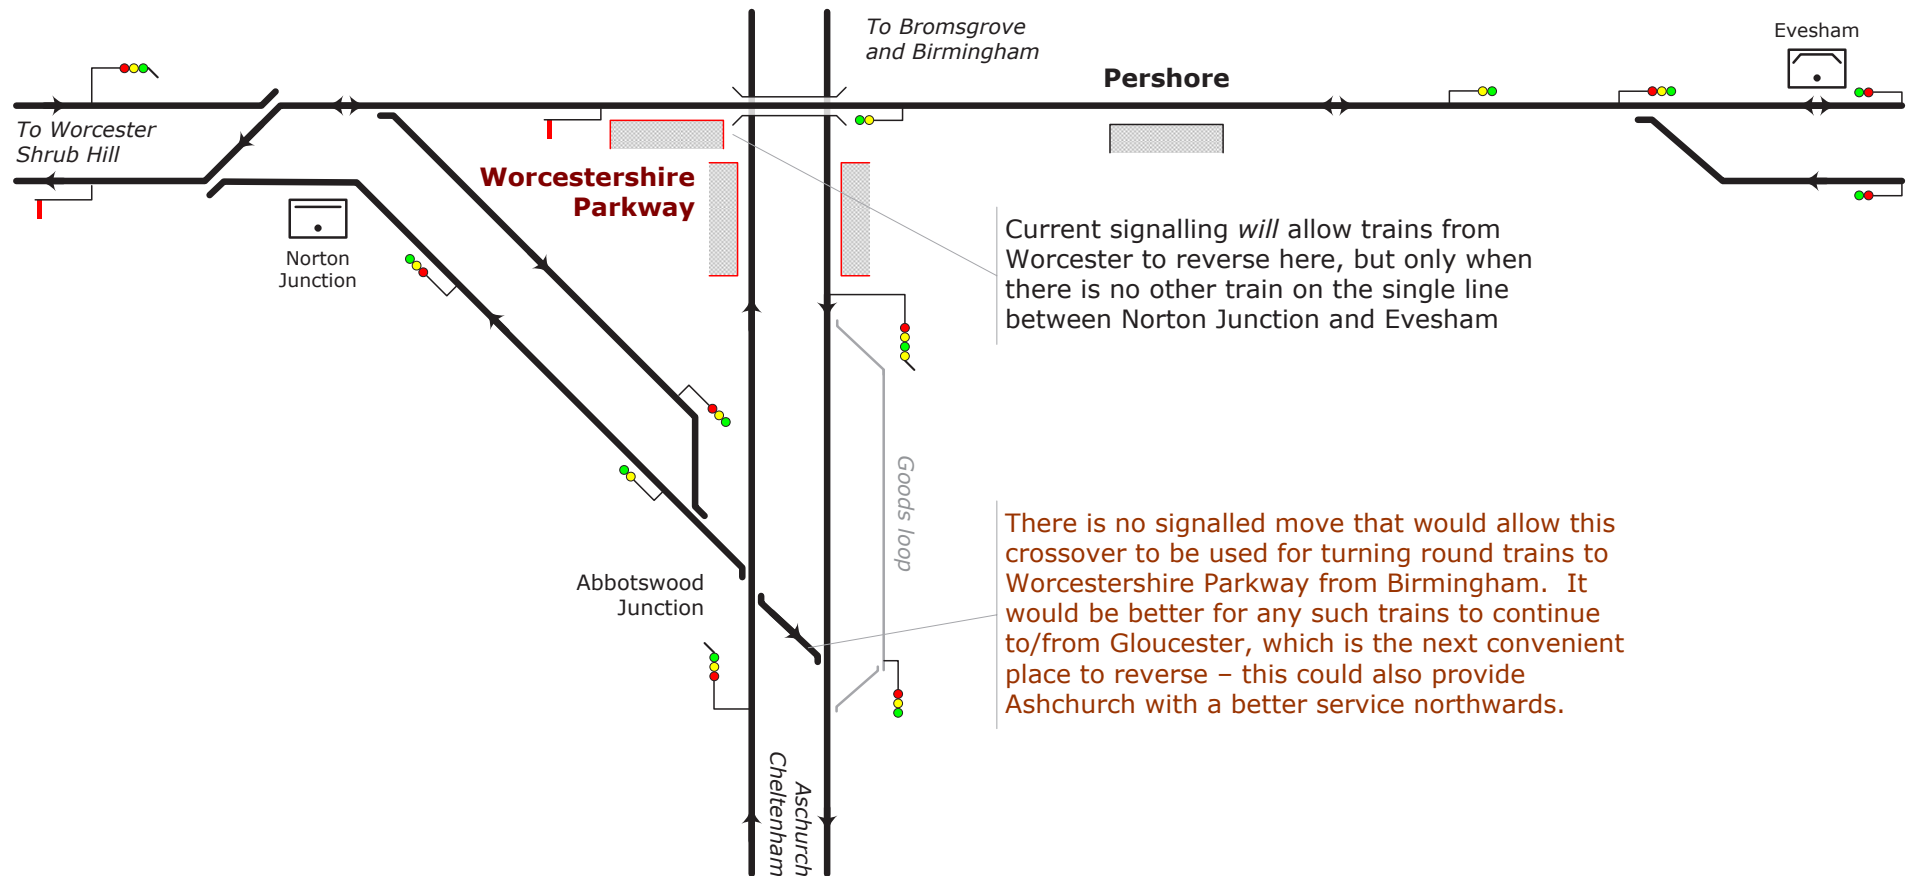 To Bromsgrove
and Birmingham
Evesham
Pershore
To Worcester
Shrub Hill
Worcestershire
Parkway
Norton
Junction
Current signalling will allow trains from
Worcester to reverse here, but only when
there is no other train on the single line
between Norton Junction and Evesham
Goods loop
There is no signalled move that would allow this
crossover to be used for turning round trains to
Worcestershire Parkway from Birmingham.  It
would be better for any such trains to continue
to/from Gloucester, which is the next convenient
place to reverse – this could also provide
Ashchurch with a better service northwards.
Abbotswood
Junction
Aschurch
Cheltenham